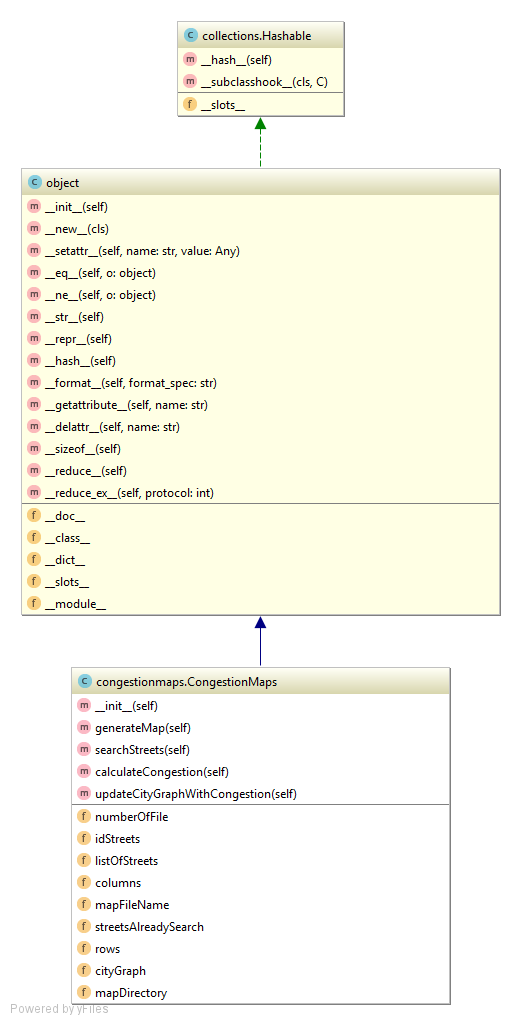 C collections.Hashable
m __hash__(self)
m __subclasshook__(cls, C)
f __slots__
C object
m __init__(self)
m __new__(cls)
m __setattr__(self, name: str, value: Any)
m __eq__(self, o: object)
m __ne__(self, o: object)
m __str__(self)
m __repr__(self)
m __hash__(self)
m __format__(self, format_spec: str)
m __getattribute__(self, name: str)
m __delattr__(self, name: str)
m __sizeof__(self)
m __reduce__(self)
m __reduce_ex__(self, protocol: int)
f __doc__
f __class__
f __dict__
f __slots__
f __module__
C congestionmaps.CongestionMaps
m __init__(self)
m generateMap(self)
m searchStreets(self)
m calculateCongestion(self)
m updateCityGraphWithCongestion(self)
f numberOfFile
f idStreets
f listOfStreets
f columns
f mapFileName
f streetsAlreadySearch
f rows
f cityGraph
f mapDirectory
Powered by yFiles